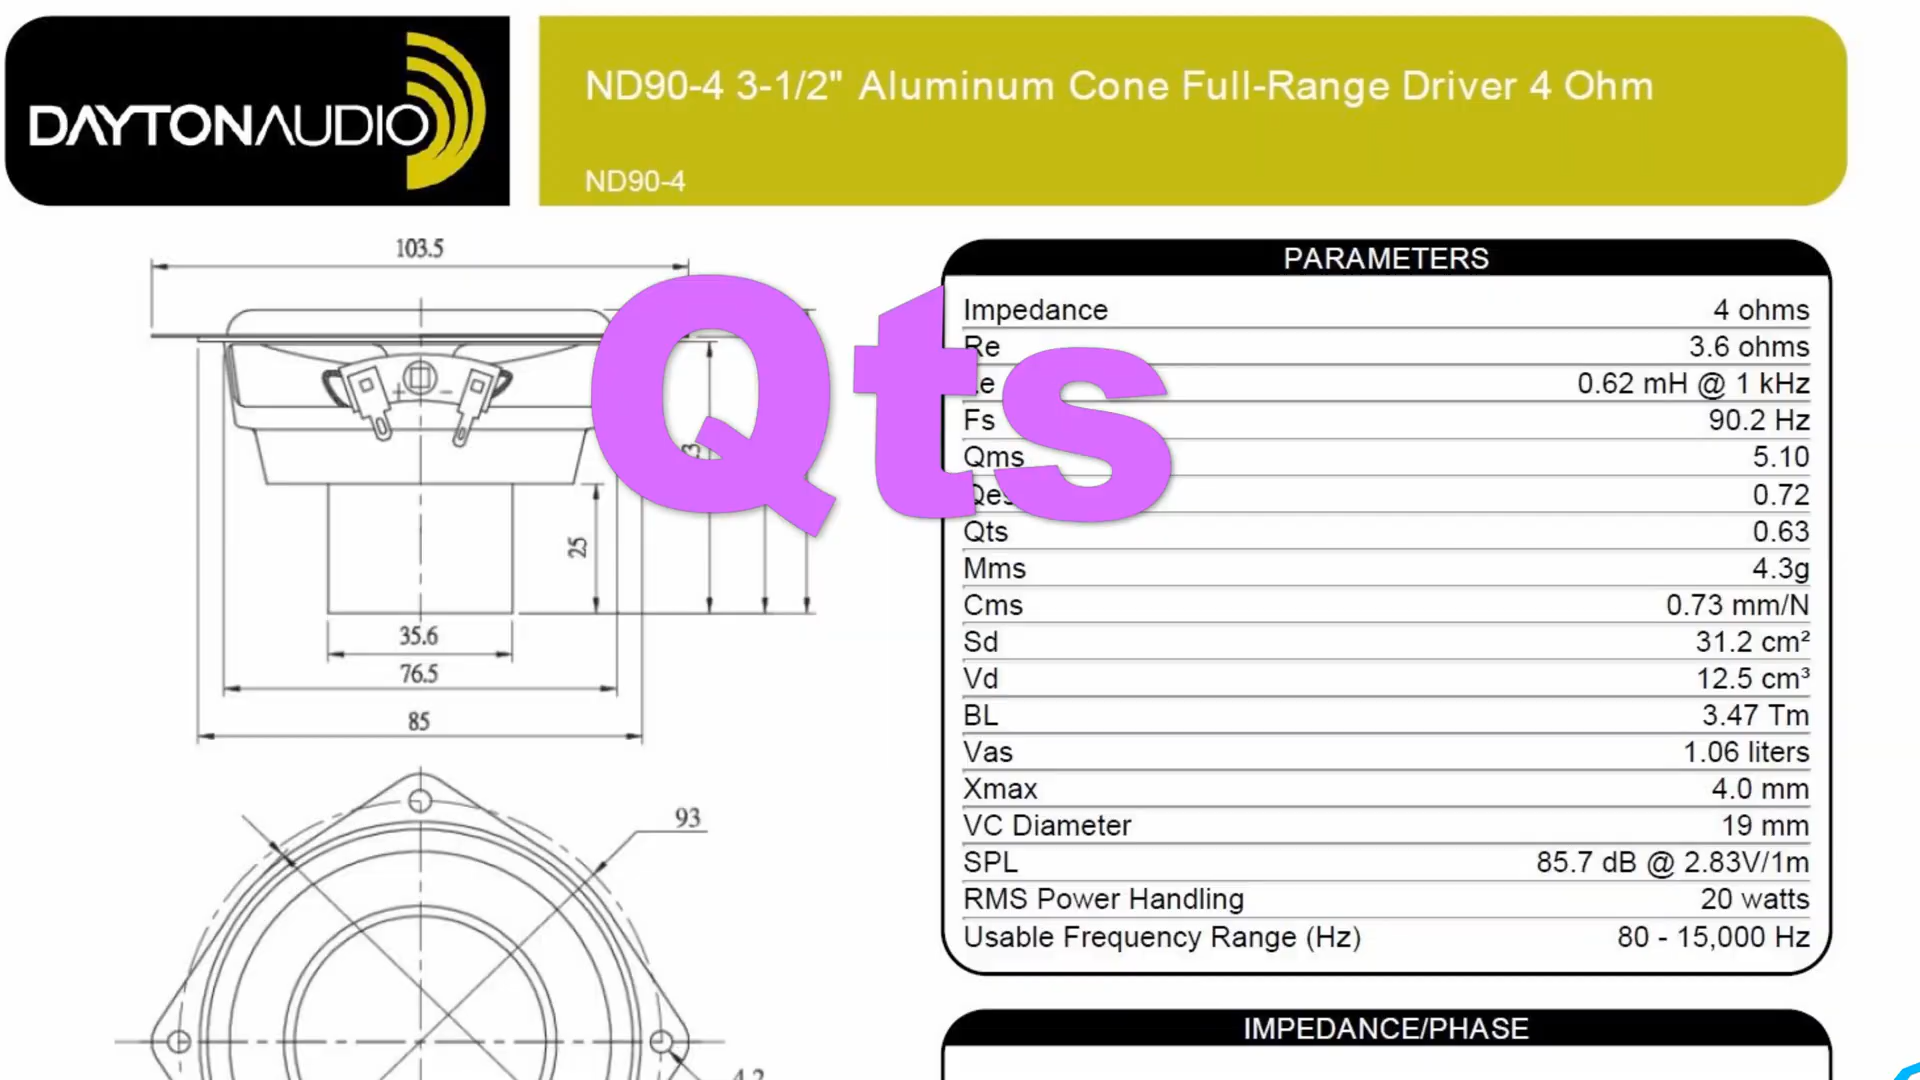 DAYTONAUDIO
ND90-4 3-1/2" Aluminum Cone Full-Range Driver 4 Ohm
ND90-4
Qts
103.5
25
35.6
76.5
85
93
PARAMETERS
Impedance 4 ohms
Re 3.6 ohms
e 0.62 mH @ 1 kHz
Fs 90.2 Hz
Qms 5.10
Qes 0.72
Qts 0.63
Mms 4.3g
Cms 0.73 mm/N
Sd 31.2 cm²
Vd 12.5 cm³
BL 3.47 Tm
Vas 1.06 liters
Xmax 4.0 mm
VC Diameter 19 mm
SPL 85.7 dB @ 2.83V/1m
RMS Power Handling 20 watts
Usable Frequency Range (Hz) 80 - 15,000 Hz
IMPEDANCE/PHASE